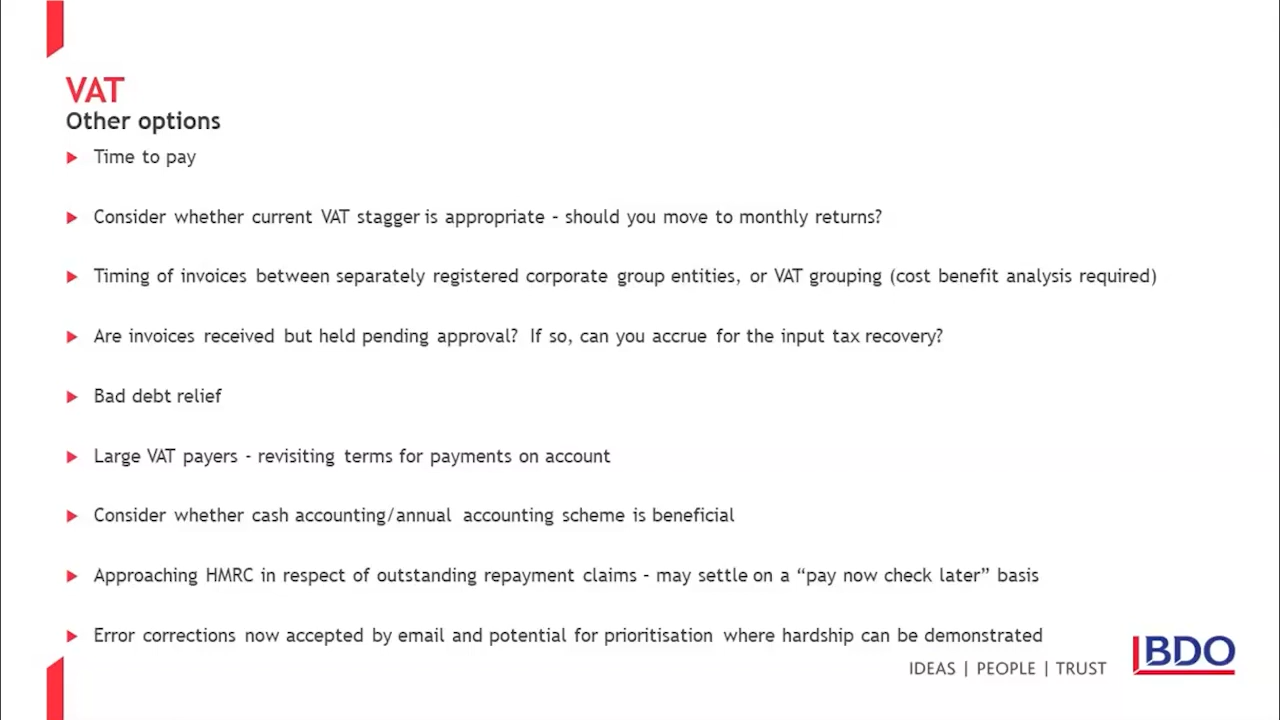 VAT
Other options
Time to pay
Consider whether current VAT stagger is appropriate - should you move to monthly returns?
Timing of invoices between separately registered corporate group entities, or VAT grouping (cost benefit analysis required)
Are invoices received but held pending approval? If so, can you accrue for the input tax recovery?
Bad debt relief
Large VAT payers - revisiting terms for payments on account
Consider whether cash accounting/annual accounting scheme is beneficial
Approaching HMRC in respect of outstanding repayment claims - may settle on a “pay now check later” basis
Error corrections now accepted by email and potential for prioritisation where hardship can be demonstrated
IDEAS | PEOPLE | TRUST
BDO